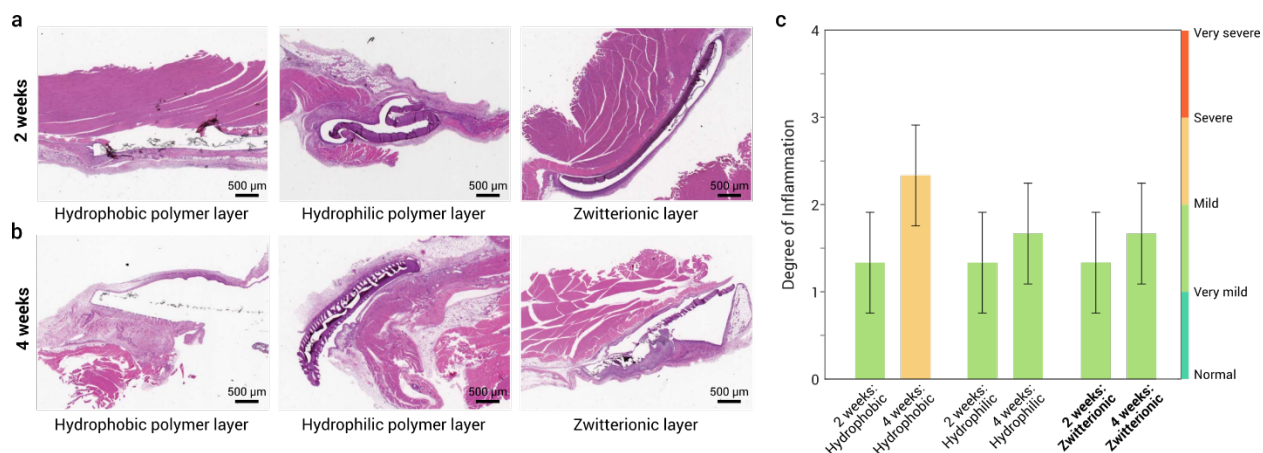 a
2 weeks
500 µm
500 µm
500 µm
Hydrophobic polymer layer
Hydrophilic polymer layer
Zwitterionic layer
b
4 weeks
500 µm
500 µm
500 µm
Hydrophobic polymer layer
Hydrophilic polymer layer
Zwitterionic layer
c
4
3
2
1
0
Degree of Inflammation
Very severe
Severe
Mild
Very mild
Normal
2 weeks:
Hydrophobic
4 weeks:
Hydrophobic
2 weeks:
Hydrophilic
4 weeks:
Hydrophilic
2 weeks:
Zwitterionic
4 weeks:
Zwitterionic